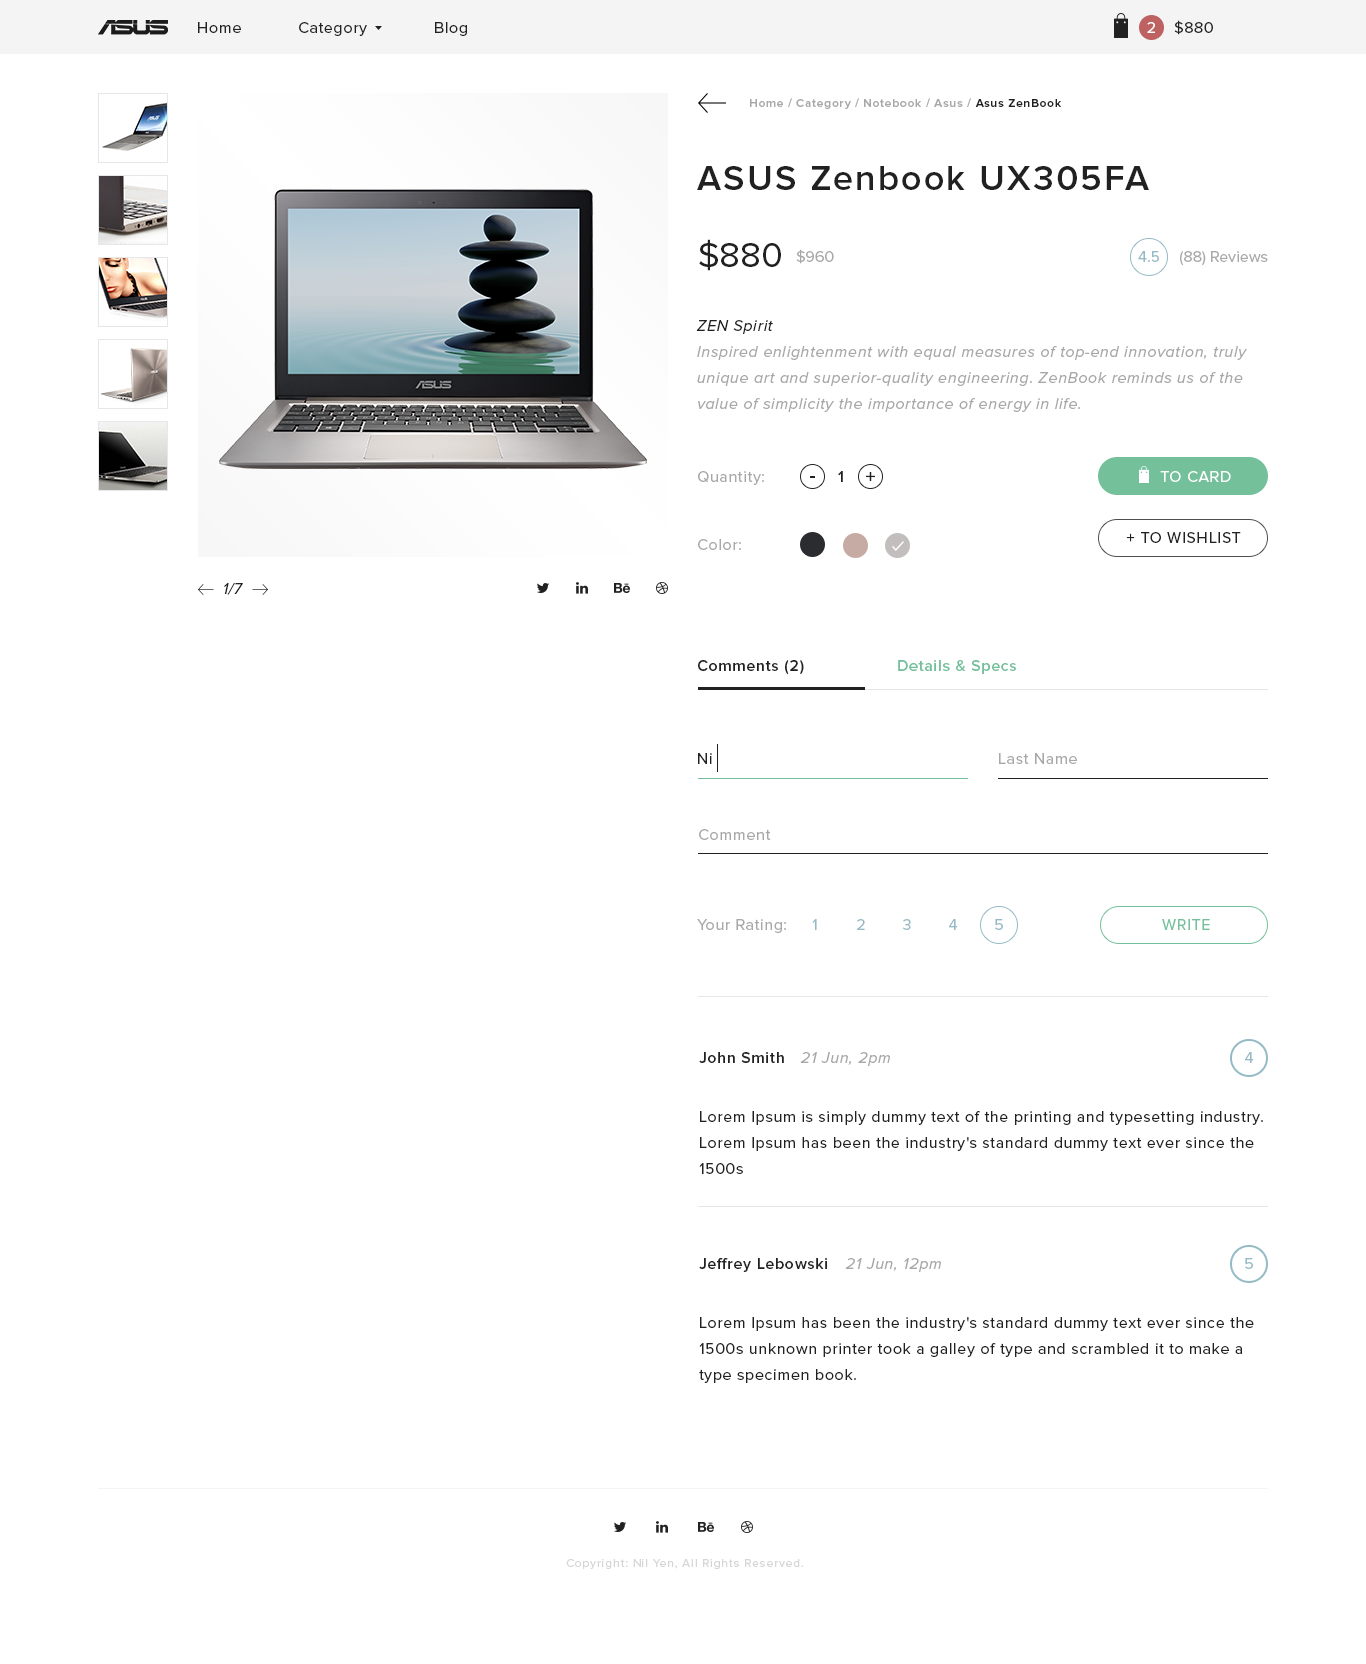 ASUS
Home
Category
Blog
2
$880
Home / Category / Notebook / Asus / Asus ZenBook
ASUS Zenbook UX305FA
$880
$960
4.5
(88) Reviews
ASUS
ZEN Spirit
Inspired enlightenment with equal measures of top-end innovation, truly
unique art and superior-quality engineering. ZenBook reminds us of the
value of simplicity the importance of energy in life.
Quantity:
-
1
+
TO CARD
Color:
+ TO WISHLIST
1/7
in
Bē
Comments (2)
Details & Specs
Ni
Last Name
Comment
Your Rating:
1
2
3
4
5
WRITE
John Smith
21 Jun, 2pm
4
Lorem Ipsum is simply dummy text of the printing and typesetting industry.
Lorem Ipsum has been the industry's standard dummy text ever since the
1500s
Jeffrey Lebowski
21 Jun, 12pm
5
Lorem Ipsum has been the industry's standard dummy text ever since the
1500s unknown printer took a galley of type and scrambled it to make a
type specimen book.
in
Bē
Copyright: Nil Yen, All Rights Reserved.